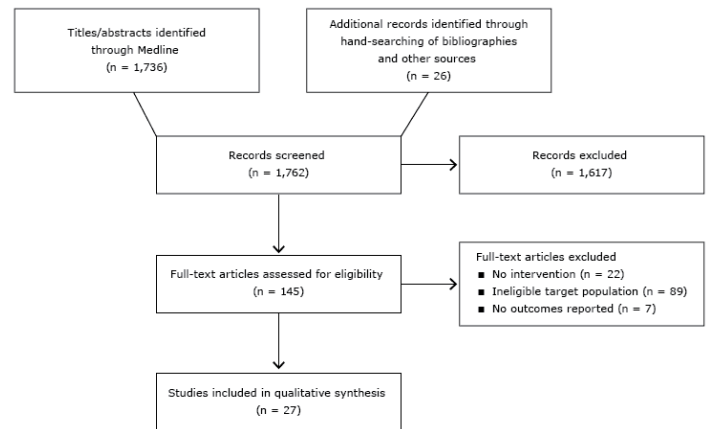 Titles/abstracts identified
through Medline
(n = 1,736)
Additional records identified through
hand-searching of bibliographies
and other sources
(n = 26)
Records screened
(n = 1,762)
Records excluded
(n = 1,617)
Full-text articles assessed for eligibility
(n = 145)
Full-text articles excluded
■ No intervention (n = 22)
■ Ineligible target population (n = 89)
■ No outcomes reported (n = 7)
Studies included in qualitative synthesis
(n = 27)